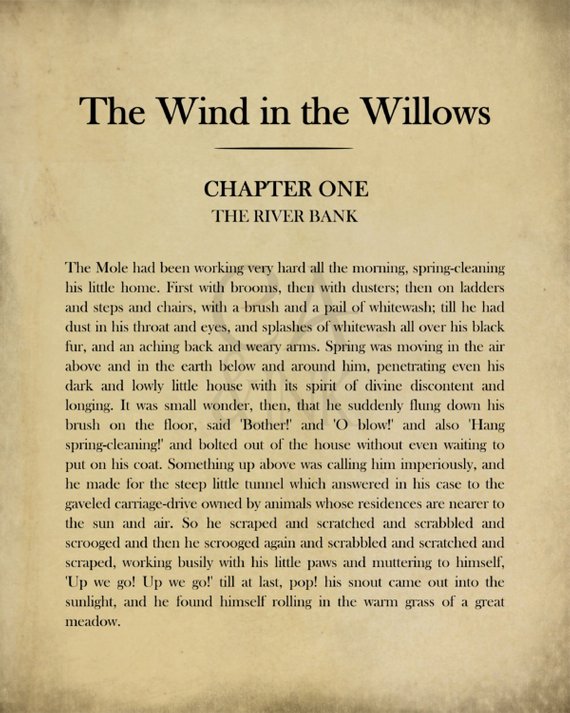 The Wind in the Willows
CHAPTER ONE
THE RIVER BANK
The Mole had been working very hard all the morning, spring-cleaning
his little home. First with brooms, then with dusters; then on ladders
and steps and chairs, with a brush and a pail of whitewash; till he had
dust in his throat and eyes, and splashes of whitewash all over his black
fur, and an aching back and weary arms. Spring was moving in the air
above and in the earth below and around him, penetrating even his
dark and lowly little house with its spirit of divine discontent and
longing. It was small wonder, then, that he suddenly flung down his
brush on the floor, said 'Bother!' and 'O blow!' and also 'Hang
spring-cleaning!' and bolted out of the house without even waiting to
put on his coat. Something up above was calling him imperiously, and
he made for the steep little tunnel which answered in his case to the
gaveled carriage-drive owned by animals whose residences are nearer to
the sun and air. So he scraped and scratched and scrabbled and
scrooged and then he scrooged again and scrabbled and scratched and
scraped, working busily with his little paws and muttering to himself,
'Up we go! Up we go!' till at last, pop! his snout came out into the
sunlight, and he found himself rolling in the warm grass of a great
meadow.